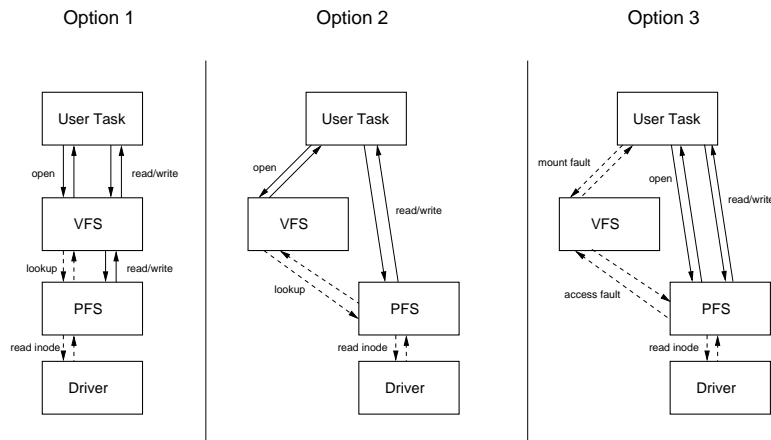 Option 1
Option 2
Option 3
User Task
User Task
User Task
mount fault
open
read/write
open
open
read/write
read/write
VFS
VFS
VFS
lookup
read/write
lookup
access fault
PFS
PFS
PFS
read inode
read inode
read inode
Driver
Driver
Driver